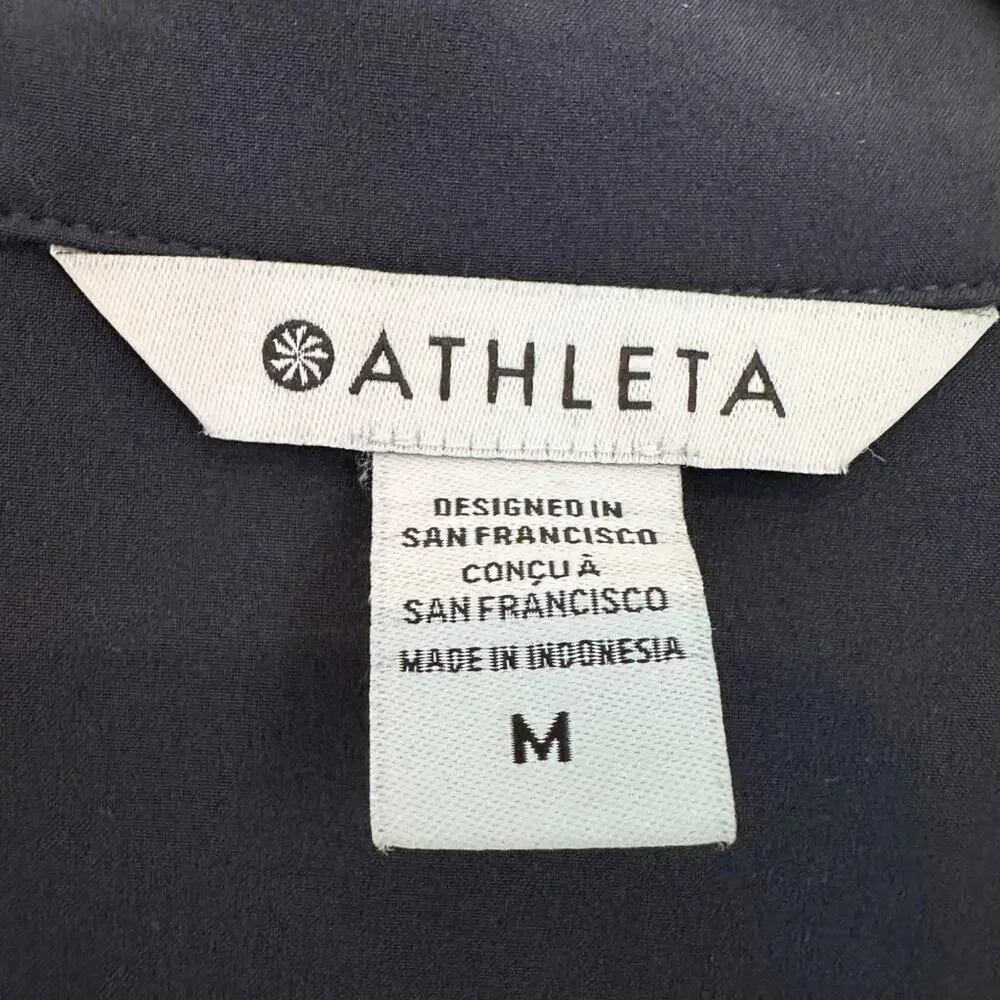 ATHLETA
DESIGNED IN
SAN FRANCISCO
CONÇU À
SAN FRANCISCO
MADE IN INDONESIA
M